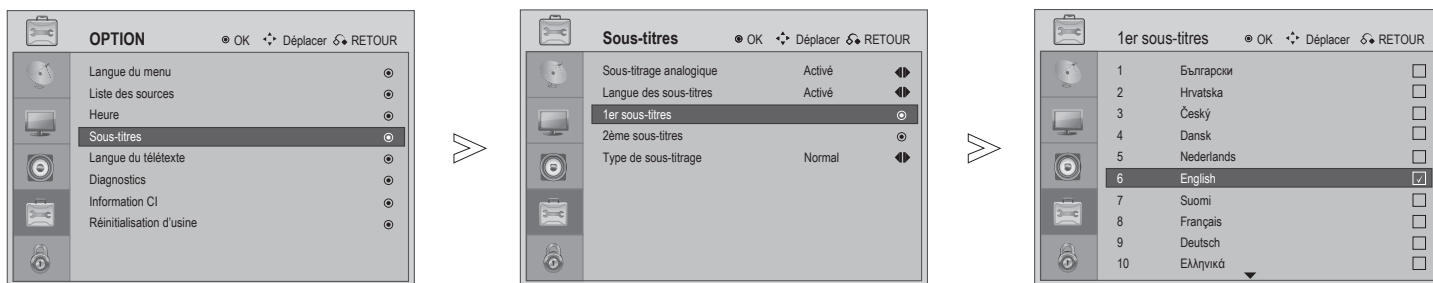 OPTION OK Déplacer RETOUR
Langue du menu
Liste des sources
Heure
Sous-titres
Langue du télétexte
Diagnostics
Information CI
Réinitialisation d'usine
Sous-titres OK Déplacer RETOUR
Sous-titrage analogique Activé
Langue des sous-titres Activé
1er sous-titres
2ème sous-titres
Type de sous-titrage Normal
1er sous-titres OK Déplacer RETOUR
1 Български
2 Hrvatska
3 Český
4 Dansk
5 Nederlands
6 English
7 Suomi
8 Français
9 Deutsch
10 Ελληνικά